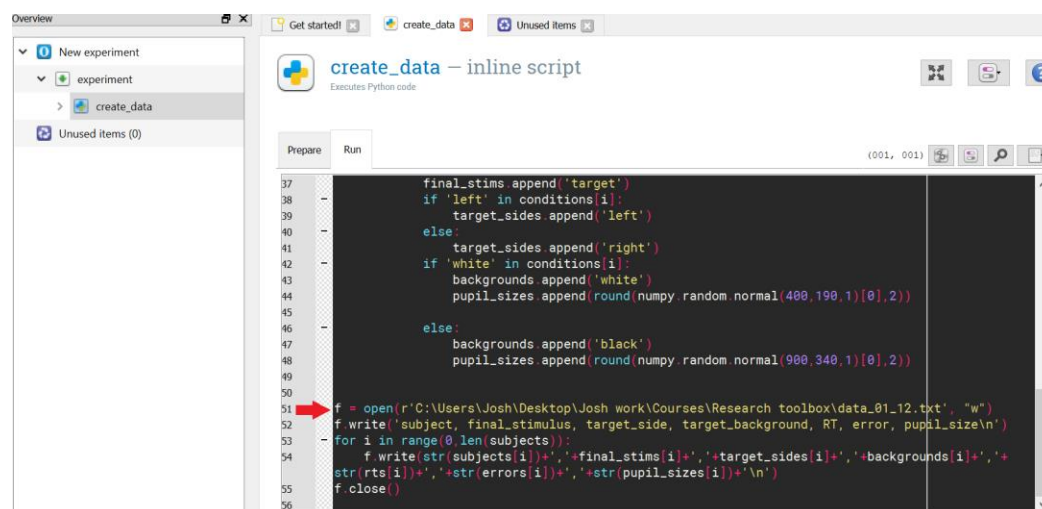 Overview
Get started!
create_data
Unused items
New experiment
experiment
create_data
Unused items (0)
create_data — inline script
Executes Python code
Prepare
Run
(001, 001)
37 final_stims.append('target')
38 if 'left' in conditions[i]:
39 target_sides.append('left')
40 else:
41 target_sides.append('right')
42 if 'white' in conditions[i]:
43 backgrounds.append('white')
44 pupil_sizes.append(round(numpy.random.normal(400,190,1)[0],2))
45
46 else:
47 backgrounds.append('black')
48 pupil_sizes.append(round(numpy.random.normal(900,340,1)[0],2))
49
50
51 f = open(r'C:\Users\Josh\Desktop\Josh work\Courses\Research toolbox\data_01_12.txt', "w")
52 f.write('subject, final_stimulus, target_side, target_background, RT, error, pupil_size\n')
53 for i in range(0,len(subjects)):
54 f.write(str(subjects[i])+','+final_stims[i]+','+target_sides[i]+','+backgrounds[i]+','+
str(rts[i])+','+str(errors[i])+','+str(pupil_sizes[i])+'\n')
55 f.close()
56